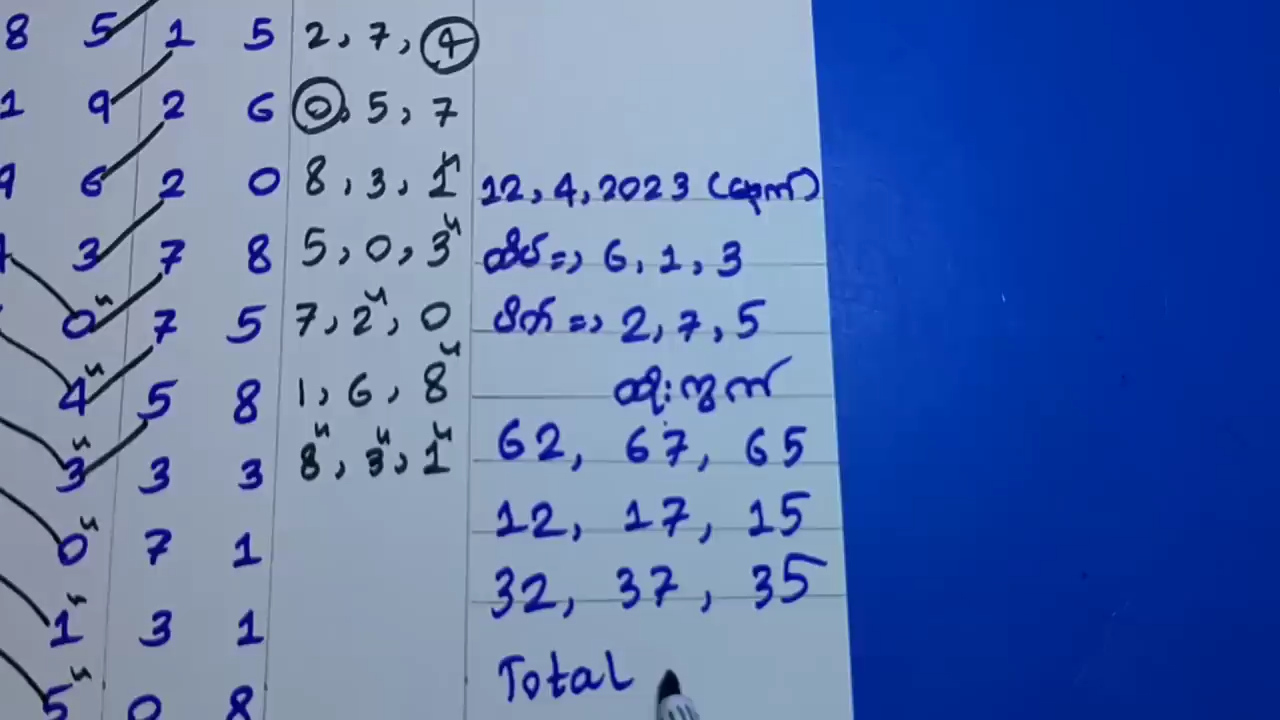 8 5 1 5 2, 7, 4
1 9 2 6 0, 5, 7
9 6 2 0 8, 3, 1
3 7 8 5, 0, 3
0 7 5 7, 2, 0
4 5 8 1, 6, 8
3 3 3 8, 3, 1
0 7 1
1 3 1
5 0 8
12, 4, 2023
=, 6, 1, 3
=, 2, 7, 5
62, 67, 65
12, 17, 15
32, 37, 35
Total